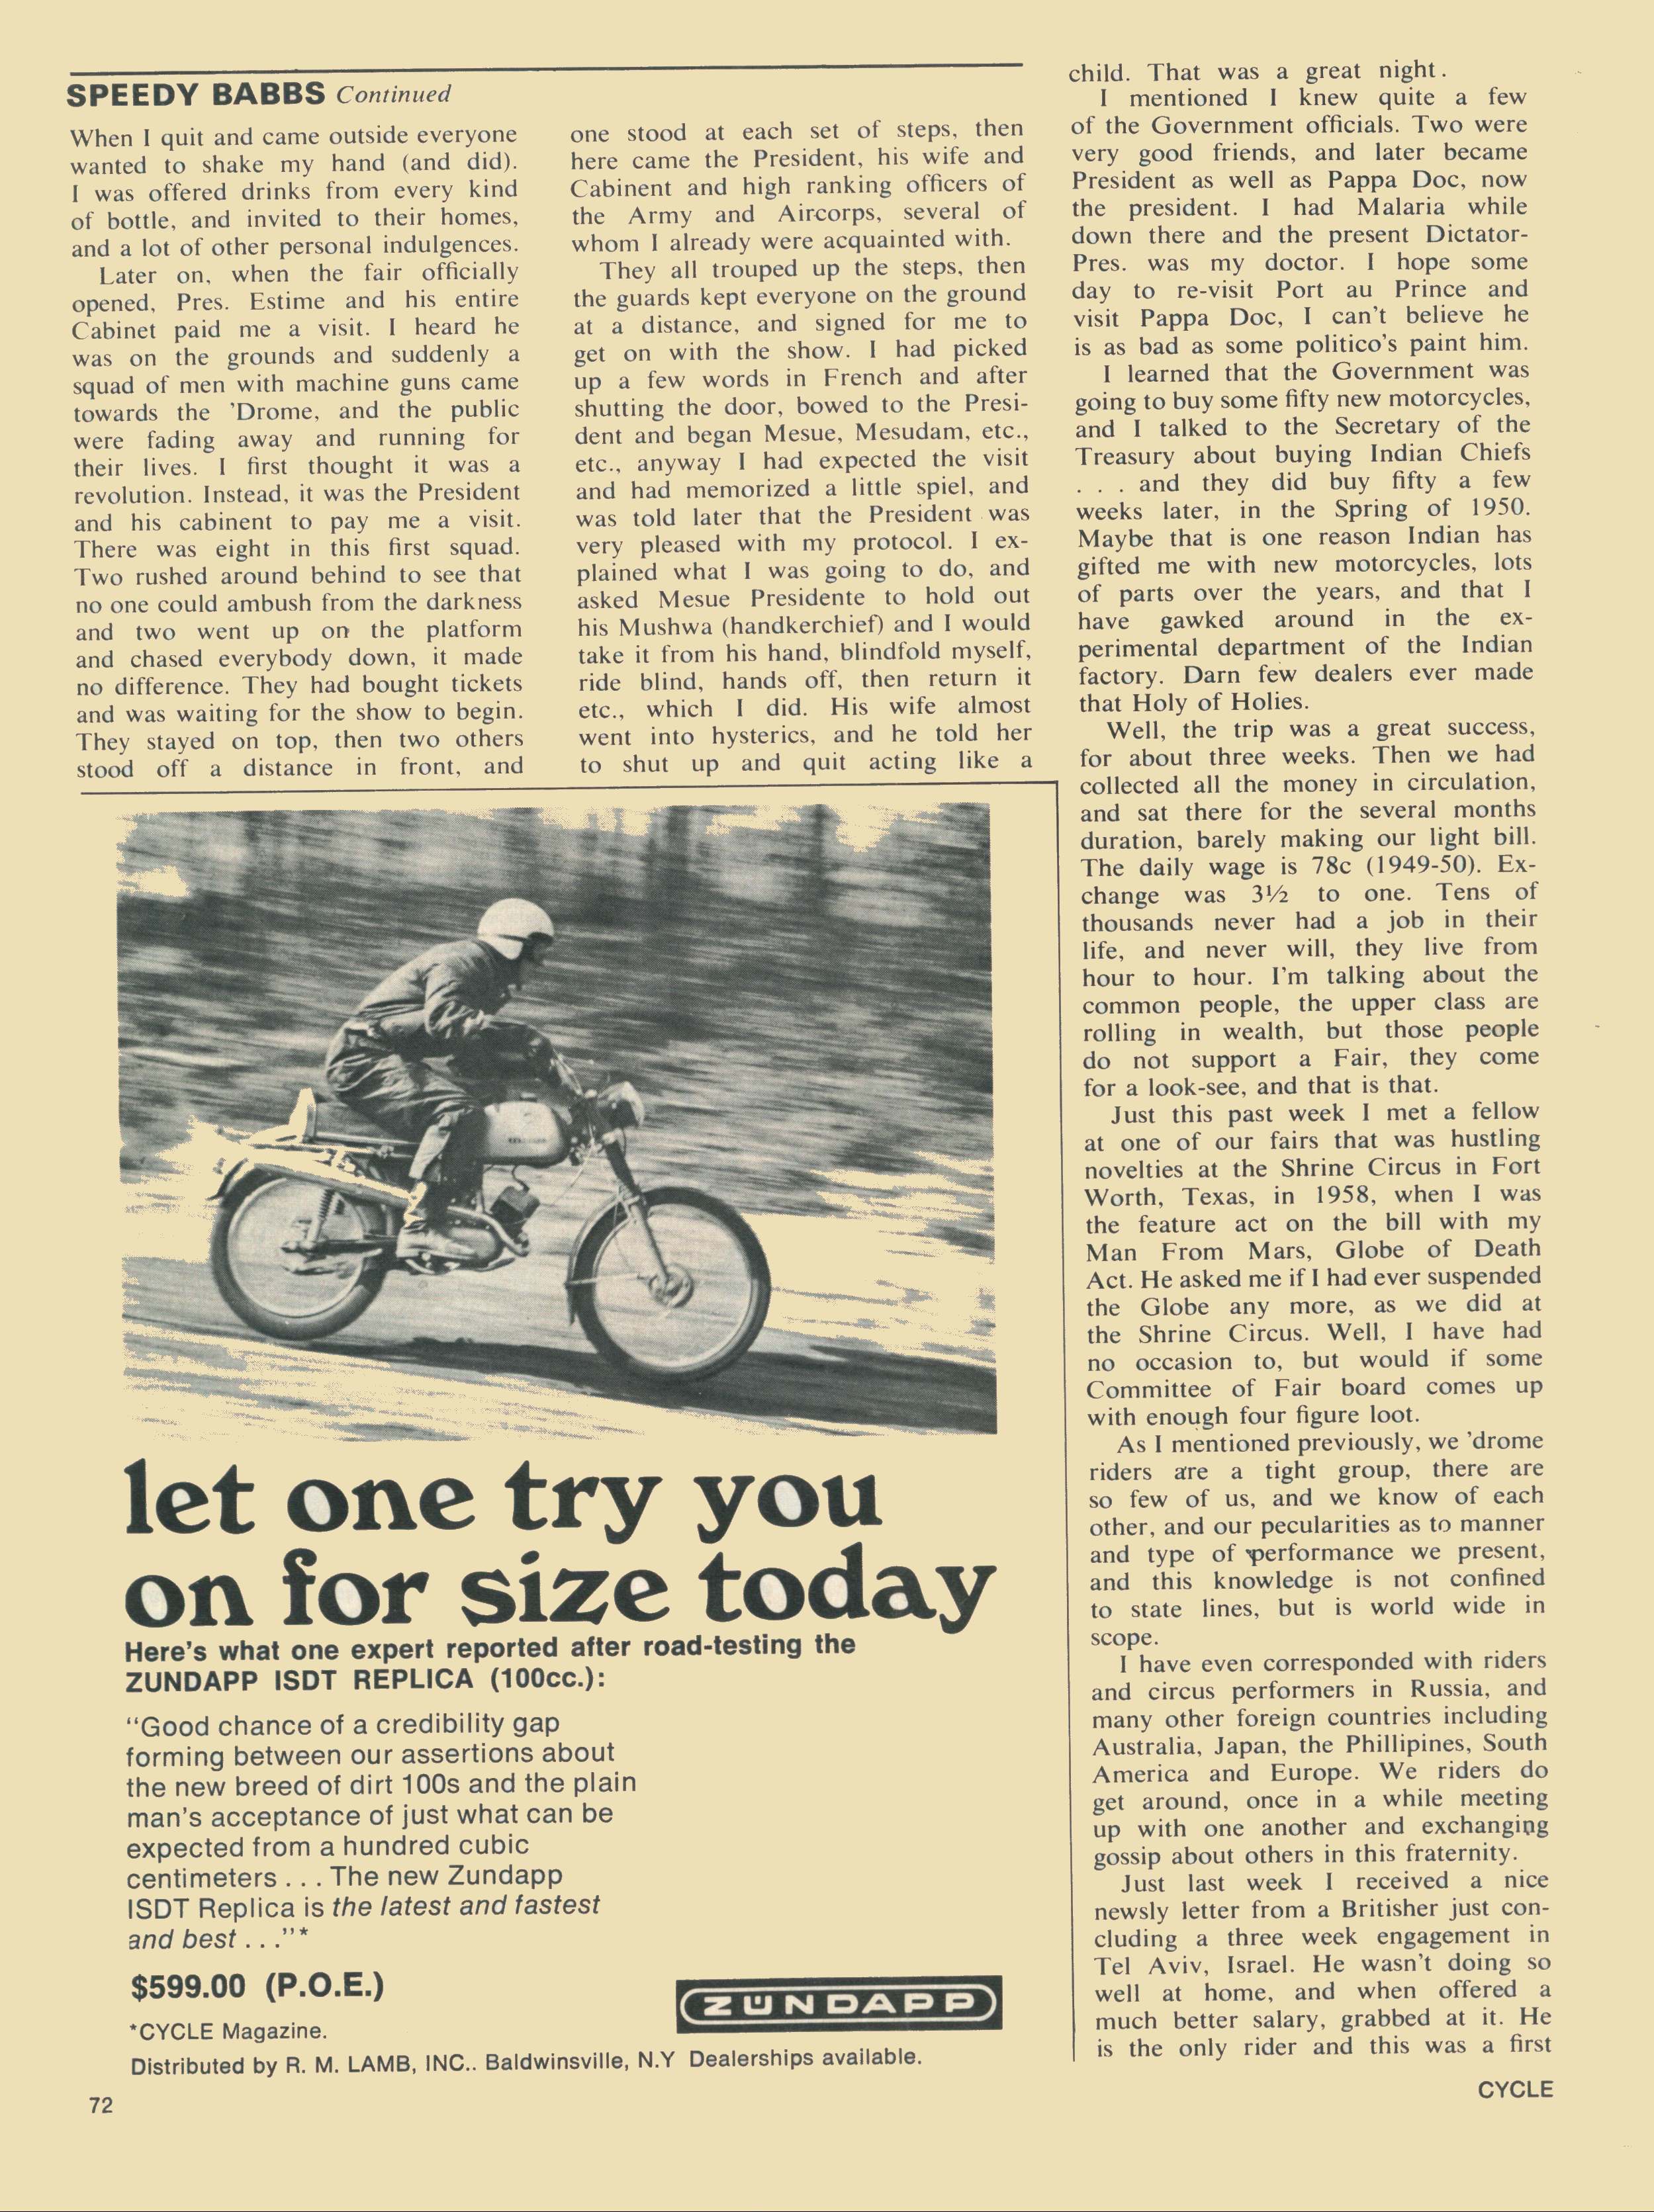 SPEEDY BABBS Continued
When I quit and came outside everyone
wanted to shake my hand (and did).
I was offered drinks from every kind
of bottle, and invited to their homes,
and a lot of other personal indulgences.
Later on, when the fair officially
opened, Pres. Estime and his entire
Cabinet paid me a visit. I heard he
was on the grounds and suddenly a
squad of men with machine guns came
towards the 'Drome, and the public
were fading away and running for
their lives. I first thought it was a
revolution. Instead, it was the President
and his cabinent to pay me a visit.
There was eight in this first squad.
Two rushed around behind to see that
no one could ambush from the darkness
and two went up on the platform
and chased everybody down, it made
no difference. They had bought tickets
and was waiting for the show to begin.
They stayed on top, then two others
stood off a distance in front, and
one stood at each set of steps, then
here came the President, his wife and
Cabinent and high ranking officers of
the Army and Aircorps, several of
whom I already were acquainted with.
They all trouped up the steps, then
the guards kept everyone on the ground
at a distance, and signed for me to
get on with the show. I had picked
up a few words in French and after
shutting the door, bowed to the Presi-
dent and began Mesue, Mesudam, etc.,
etc., anyway I had expected the visit
and had memorized a little spiel, and
was told later that the President was
very pleased with my protocol. I ex-
plained what I was going to do, and
asked Mesue Presidente to hold out
his Mushwa (handkerchief) and I would
take it from his hand, blindfold myself,
ride blind, hands off, then return it
etc., which I did. His wife almost
went into hysterics, and he told her
to shut up and quit acting like a
child. That was a great night.
I mentioned I knew quite a few
of the Government officials. Two were
very good friends, and later became
President as well as Pappa Doc, now
the president. I had Malaria while
down there and the present Dictator-
Pres. was my doctor. I hope some
day to re-visit Port au Prince and
visit Pappa Doc, I can't believe he
is as bad as some politico's paint him.
I learned that the Government was
going to buy some fifty new motorcycles,
and I talked to the Secretary of the
Treasury about buying Indian Chiefs
. . . and they did buy fifty a few
weeks later, in the Spring of 1950.
Maybe that is one reason Indian has
gifted me with new motorcycles, lots
of parts over the years, and that I
have gawked around in the ex-
perimental department of the Indian
factory. Darn few dealers ever made
that Holy of Holies.
Well, the trip was a great success,
for about three weeks. Then we had
collected all the money in circulation,
and sat there for the several months
duration, barely making our light bill.
The daily wage is 78c (1949-50). Ex-
change was 3½ to one. Tens of
thousands never had a job in their
life, and never will, they live from
hour to hour. I'm talking about the
common people, the upper class are
rolling in wealth, but those people
do not support a Fair, they come
for a look-see, and that is that.
Just this past week I met a fellow
at one of our fairs that was hustling
novelties at the Shrine Circus in Fort
Worth, Texas, in 1958, when I was
the feature act on the bill with my
Man From Mars, Globe of Death
Act. He asked me if I had ever suspended
the Globe any more, as we did at
the Shrine Circus. Well, I have had
no occasion to, but would if some
Committee of Fair board comes up
with enough four figure loot.
As I mentioned previously, we 'drome
riders are a tight group, there are
so few of us, and we know of each
other, and our pecularities as to manner
and type of performance we present,
and this knowledge is not confined
to state lines, but is world wide in
scope.
I have even corresponded with riders
and circus performers in Russia, and
many other foreign countries including
Australia, Japan, the Phillipines, South
America and Europe. We riders do
get around, once in a while meeting
up with one another and exchanging
gossip about others in this fraternity.
Just last week I received a nice
newsly letter from a Britisher just con-
cluding a three week engagement in
Tel Aviv, Israel. He wasn't doing so
well at home, and when offered a
much better salary, grabbed at it. He
is the only rider and this was a first
let one try you
on for size today
Here's what one expert reported after road-testing the
ZUNDAPP ISDT REPLICA (100cc.):
"Good chance of a credibility gap
forming between our assertions about
the new breed of dirt 100s and the plain
man's acceptance of just what can be
expected from a hundred cubic
centimeters . . . The new Zundapp
ISDT Replica is the latest and fastest
and best . . ."*
$599.00 (P.O.E.)
ZÜNDAPP
*CYCLE Magazine.
Distributed by R. M. LAMB, INC.. Baldwinsville, N.Y Dealerships available.
72
CYCLE